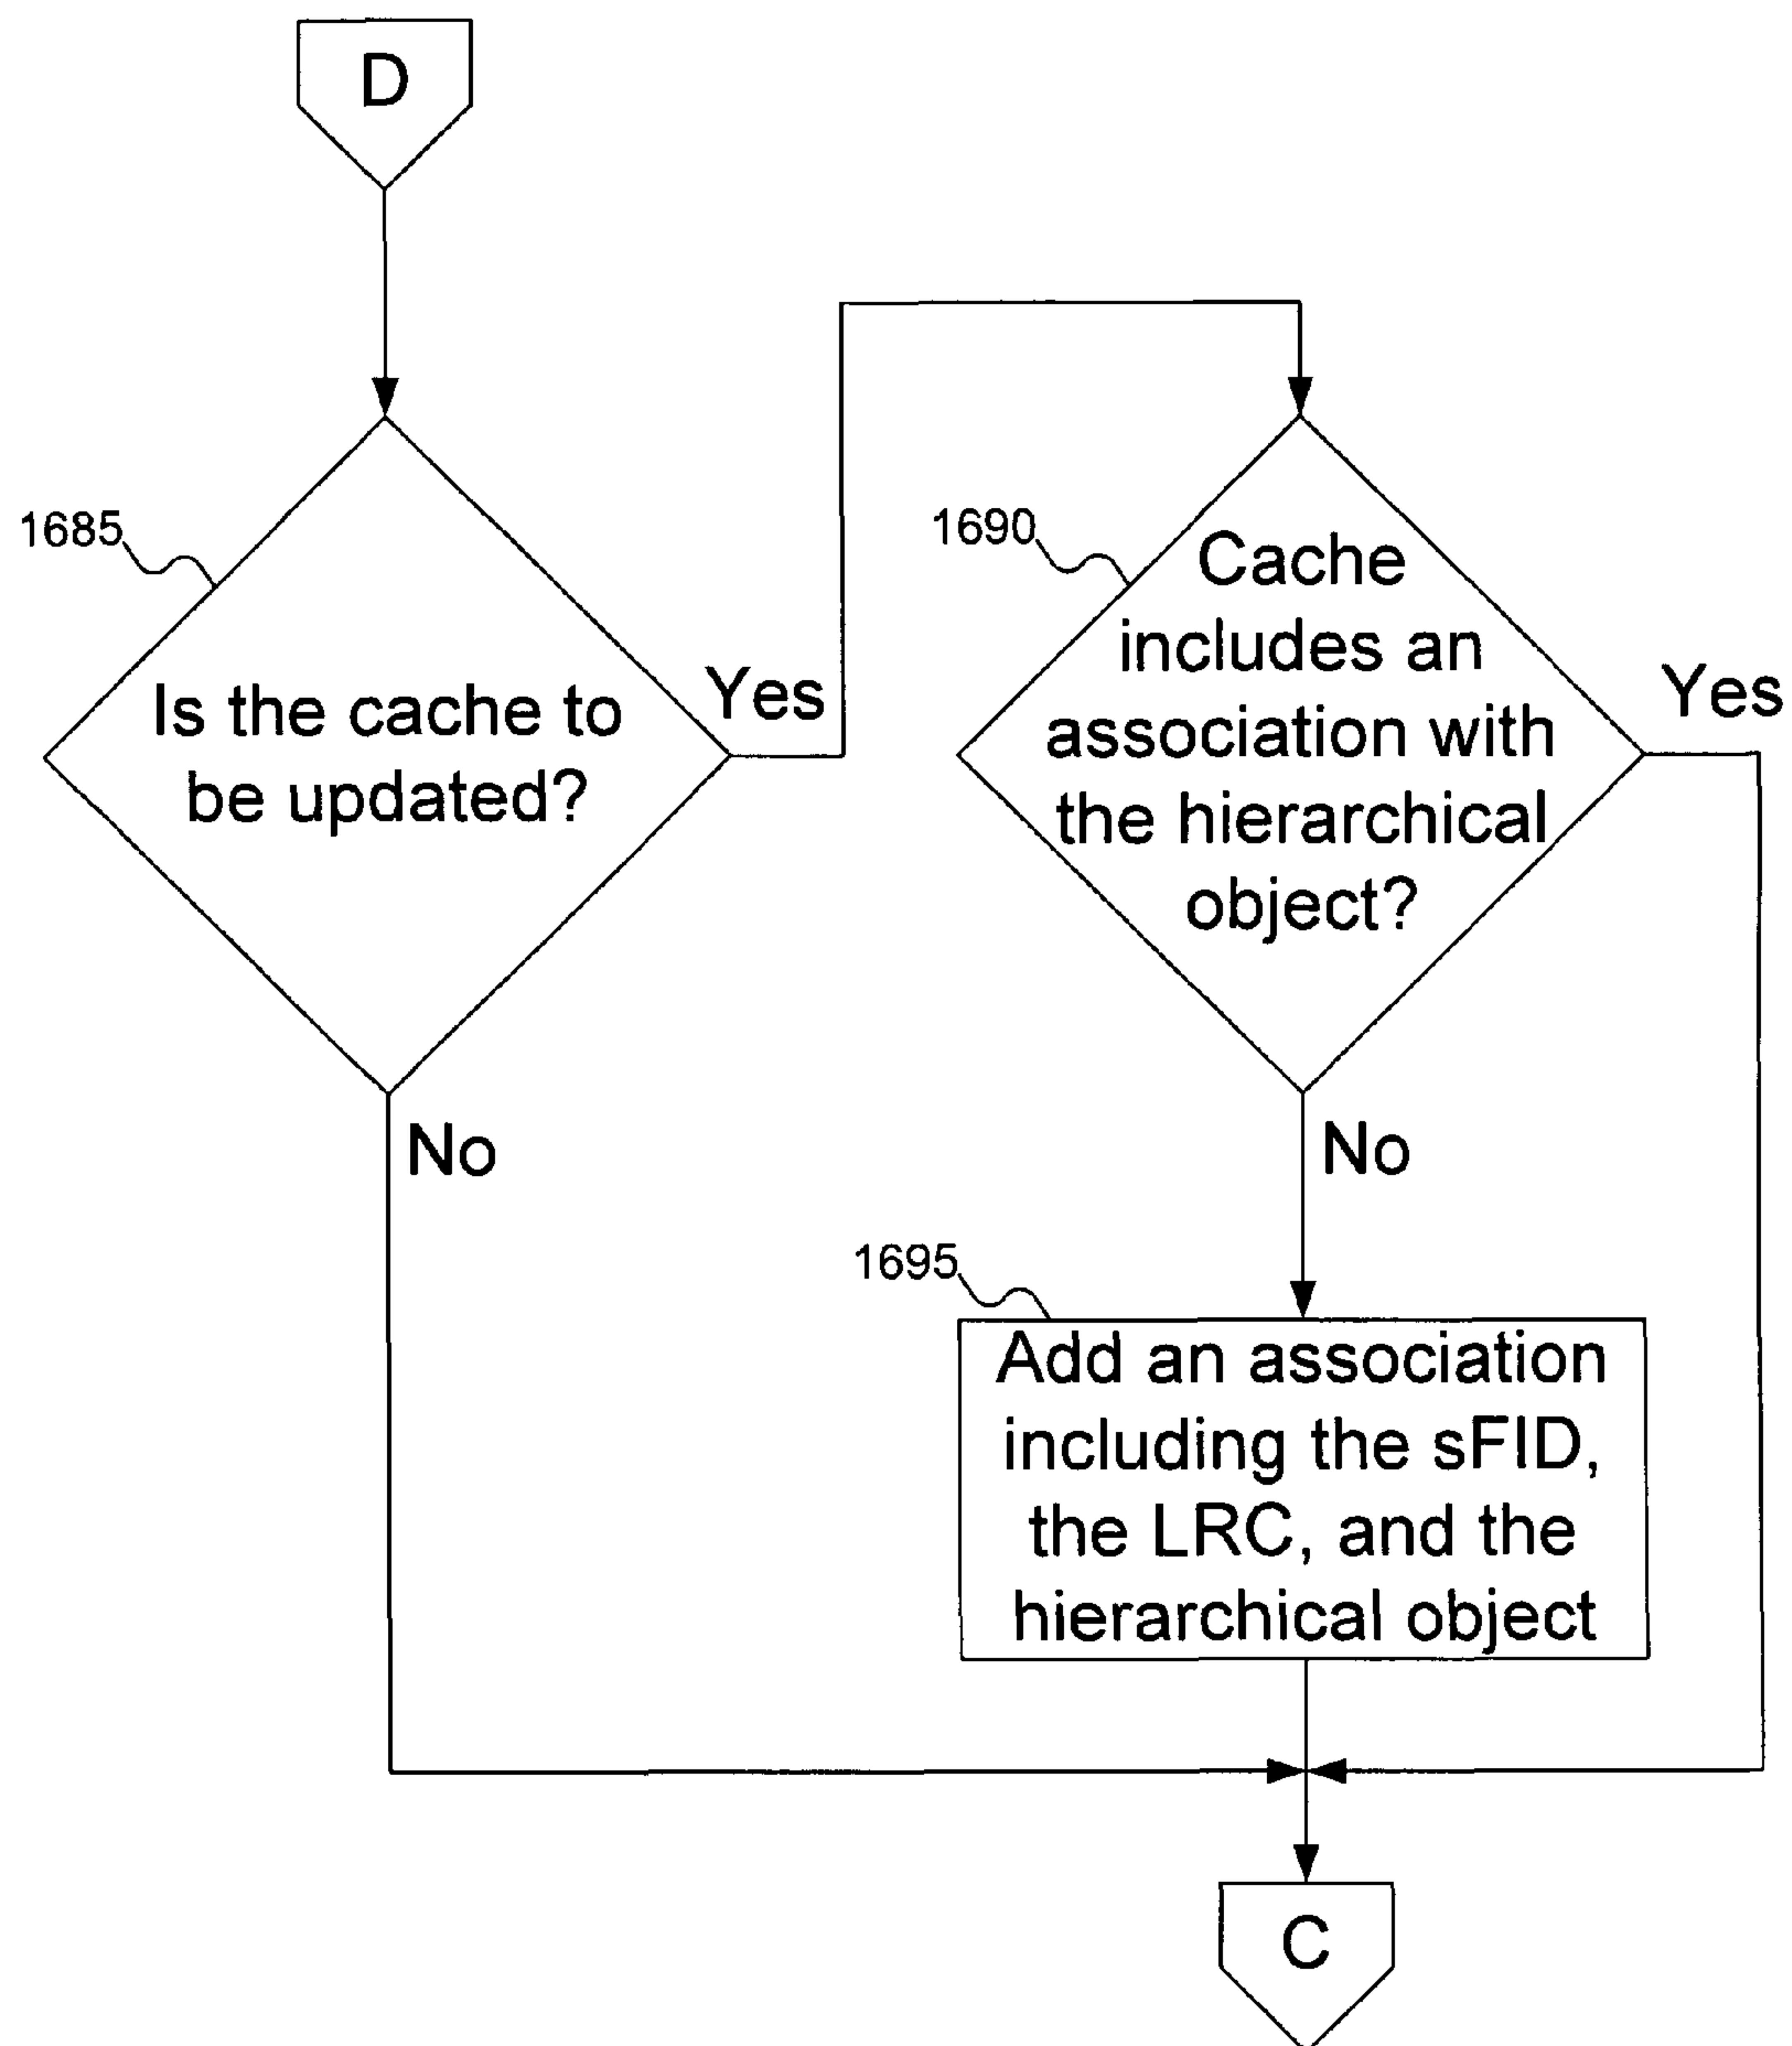 D
1685
Is the cache to
be updated?
Yes
No
1690
Cache
includes an
association with
the hierarchical
object?
Yes
No
1695
Add an association
including the sFID,
the LRC, and the
hierarchical object
C